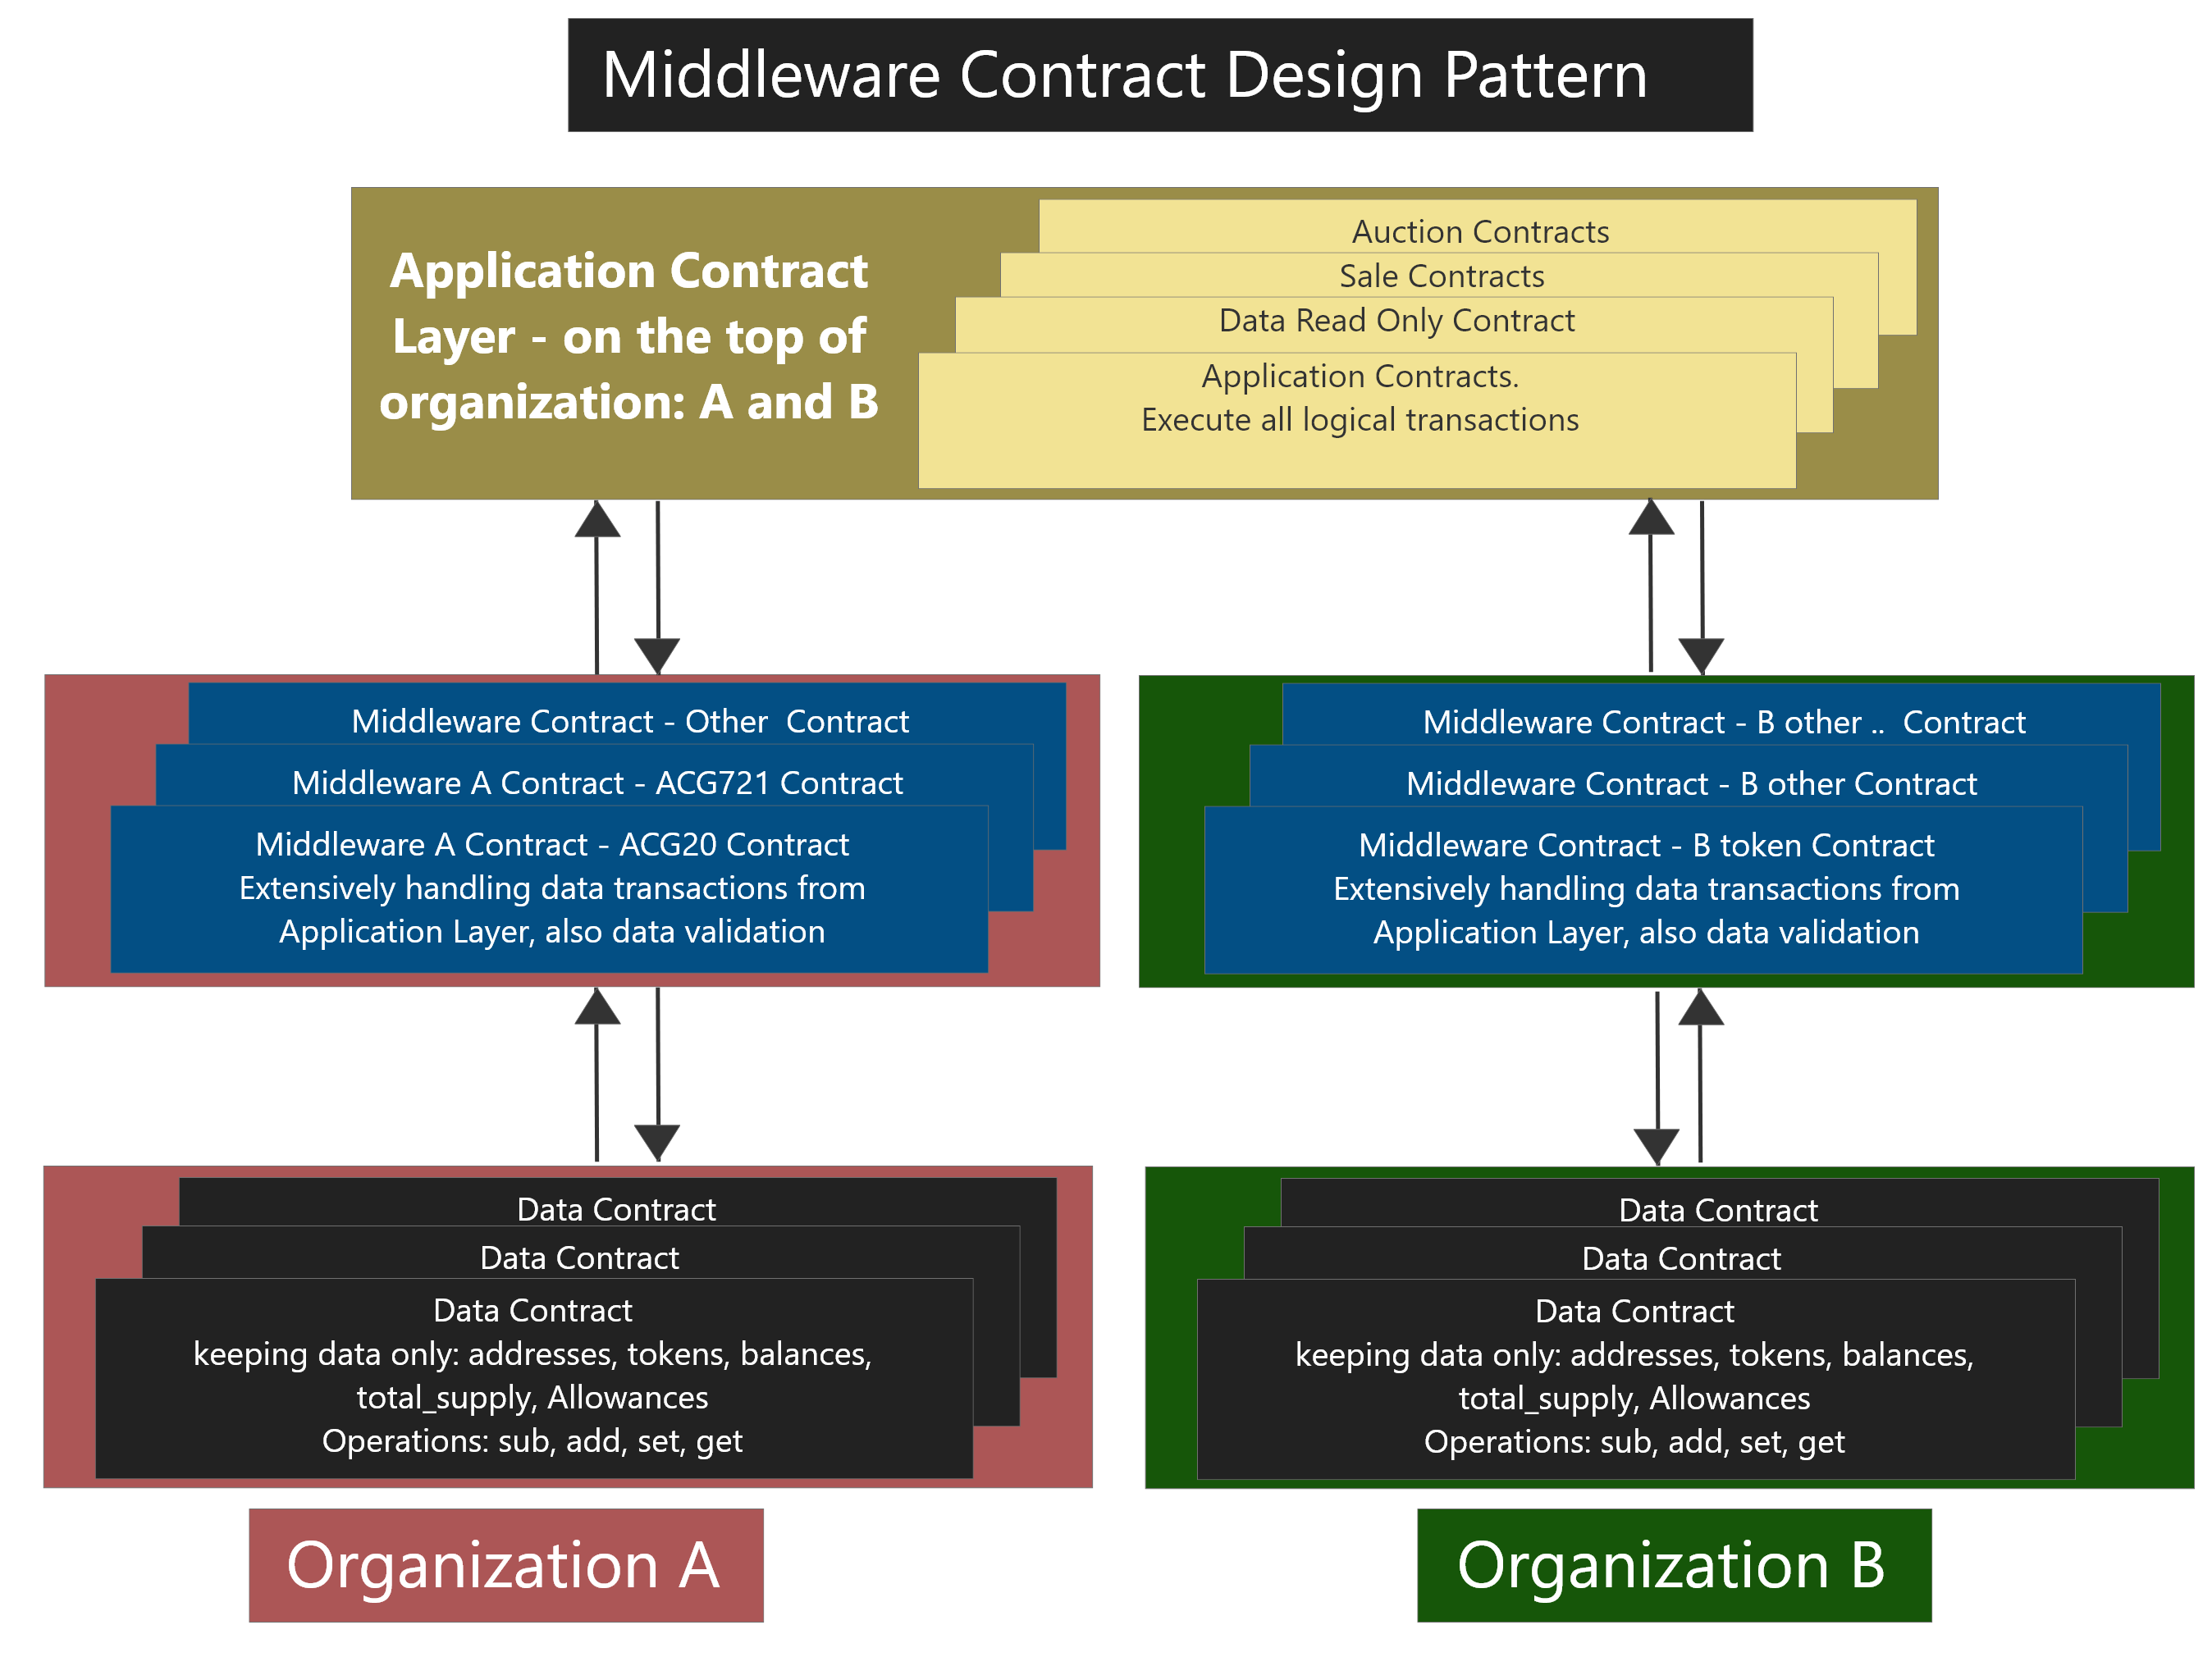 Middleware Contract Design Pattern
Application Contract
Layer - on the top of
organization: A and B
Auction Contracts
Sale Contracts
Data Read Only Contract
Application Contracts.
Execute all logical transactions
Middleware Contract - Other  Contract
Middleware A Contract - ACG721 Contract
Middleware A Contract - ACG20 Contract
Extensively handling data transactions from
Application Layer, also data validation
Middleware Contract - B other ..  Contract
Middleware Contract - B other Contract
Middleware Contract - B token Contract
Extensively handling data transactions from
Application Layer, also data validation
Data Contract
Data Contract
Data Contract
keeping data only: addresses, tokens, balances,
total_supply, Allowances
Operations: sub, add, set, get
Data Contract
Data Contract
Data Contract
keeping data only: addresses, tokens, balances,
total_supply, Allowances
Operations: sub, add, set, get
Organization A
Organization B